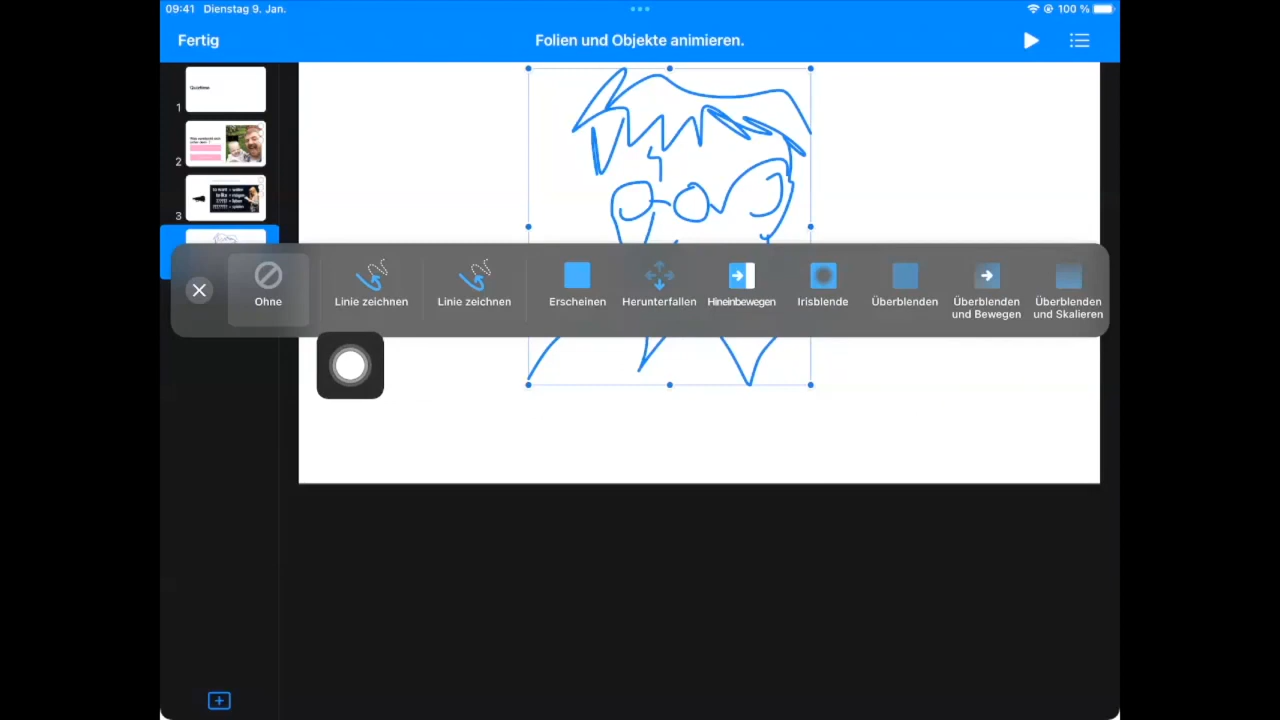 09:41 Dienstag 9. Jan.
100 %
Fertig
Folien und Objekte animieren.
1
2
3
Ohne
Linie zeichnen
Linie zeichnen
Erscheinen
Herunterfallen
Hineinbewegen
Irisblende
Überblenden
Überblenden
und Bewegen
Überblenden
und Skalieren